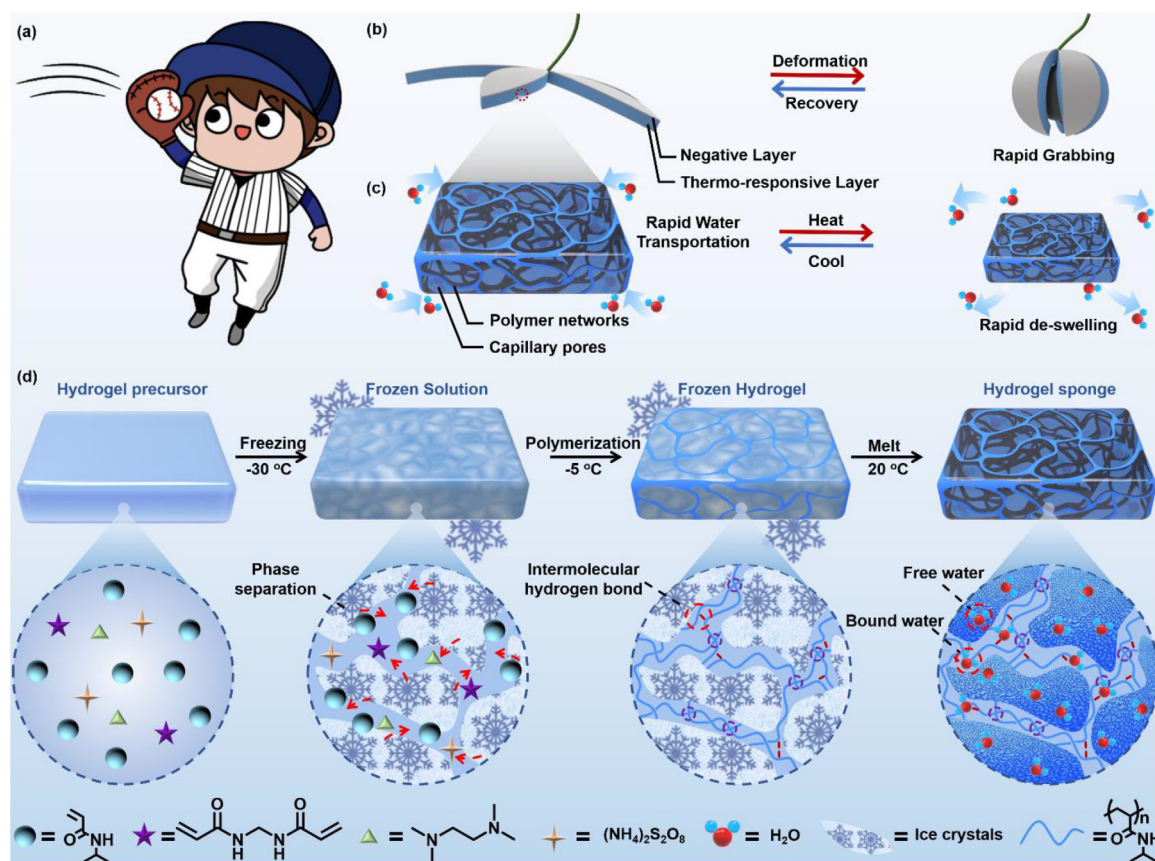 (a)
(b)
Deformation
Recovery
Negative Layer
Thermo-responsive Layer
Rapid Grabbing
(c)
Rapid Water
Transportation
Heat
Cool
Polymer networks
Capillary pores
Rapid de-swelling
(d)
Hydrogel precursor
Frozen Solution
Frozen Hydrogel
Hydrogel sponge
Freezing
-30 °C
Polymerization
-5 °C
Melt
20 °C
Phase
separation
Intermolecular
hydrogen bond
Free water
Bound water
= O NH
= O N H N H O
= N N
= (NH₄)₂S₂O₈
= H₂O
= Ice crystals
= ( )n O NH